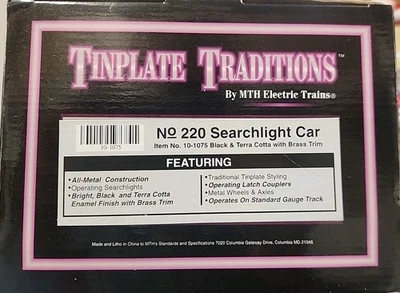 TINPLATE TRADITIONS™
By MTH Electric Trains®
10-1075
No 220 Searchlight Car
Item No. 10-1075 Black & Terra Cotta with Brass Trim
FEATURING
•All-Metal Construction
•Operating Searchlights
•Bright, Black and Terra Cotta
Enamel Finish with Brass Trim
•Traditional Tinplate Styling
•Operating Latch Couplers
•Metal Wheels & Axles
•Operates On Standard Gauge Track
Made and Litho in China to MTH's Standards and Specifications 7020 Columbia Gateway Drive, Columbia MD 21046